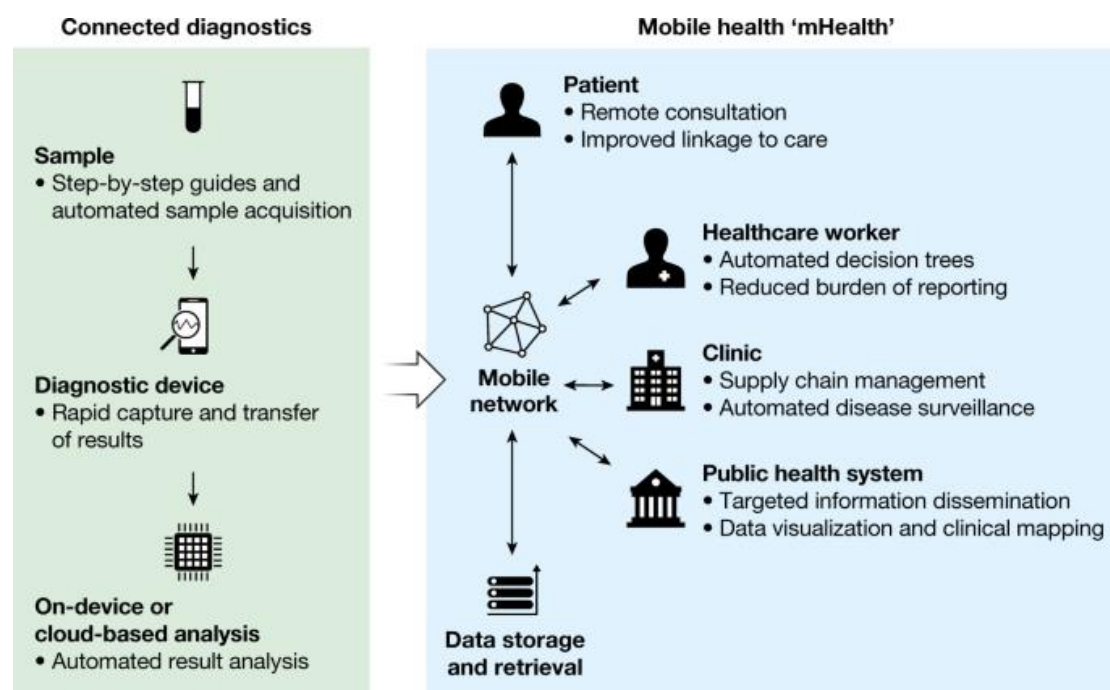 Connected diagnostics
Sample
• Step-by-step guides and
automated sample acquisition
Diagnostic device
• Rapid capture and transfer
of results
On-device or
cloud-based analysis
• Automated result analysis
Mobile health ‘mHealth’
Patient
• Remote consultation
• Improved linkage to care
Healthcare worker
• Automated decision trees
• Reduced burden of reporting
Mobile
network
Clinic
• Supply chain management
• Automated disease surveillance
Public health system
• Targeted information dissemination
• Data visualization and clinical mapping
Data storage
and retrieval